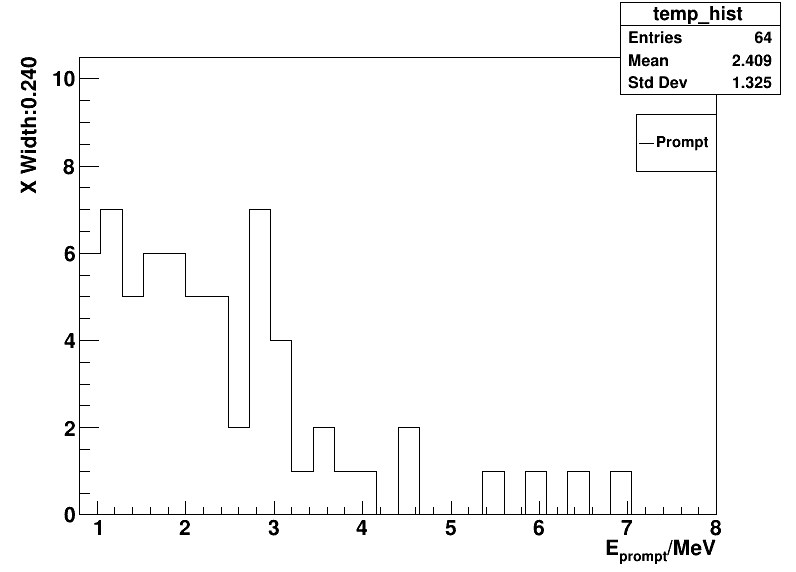 temp_hist
Entries 64
Mean 2.409
Std Dev 1.325
X Width:0.240
Prompt
10
8
6
4
2
0
1 2 3 4 5 6 7 8
E_prompt/MeV